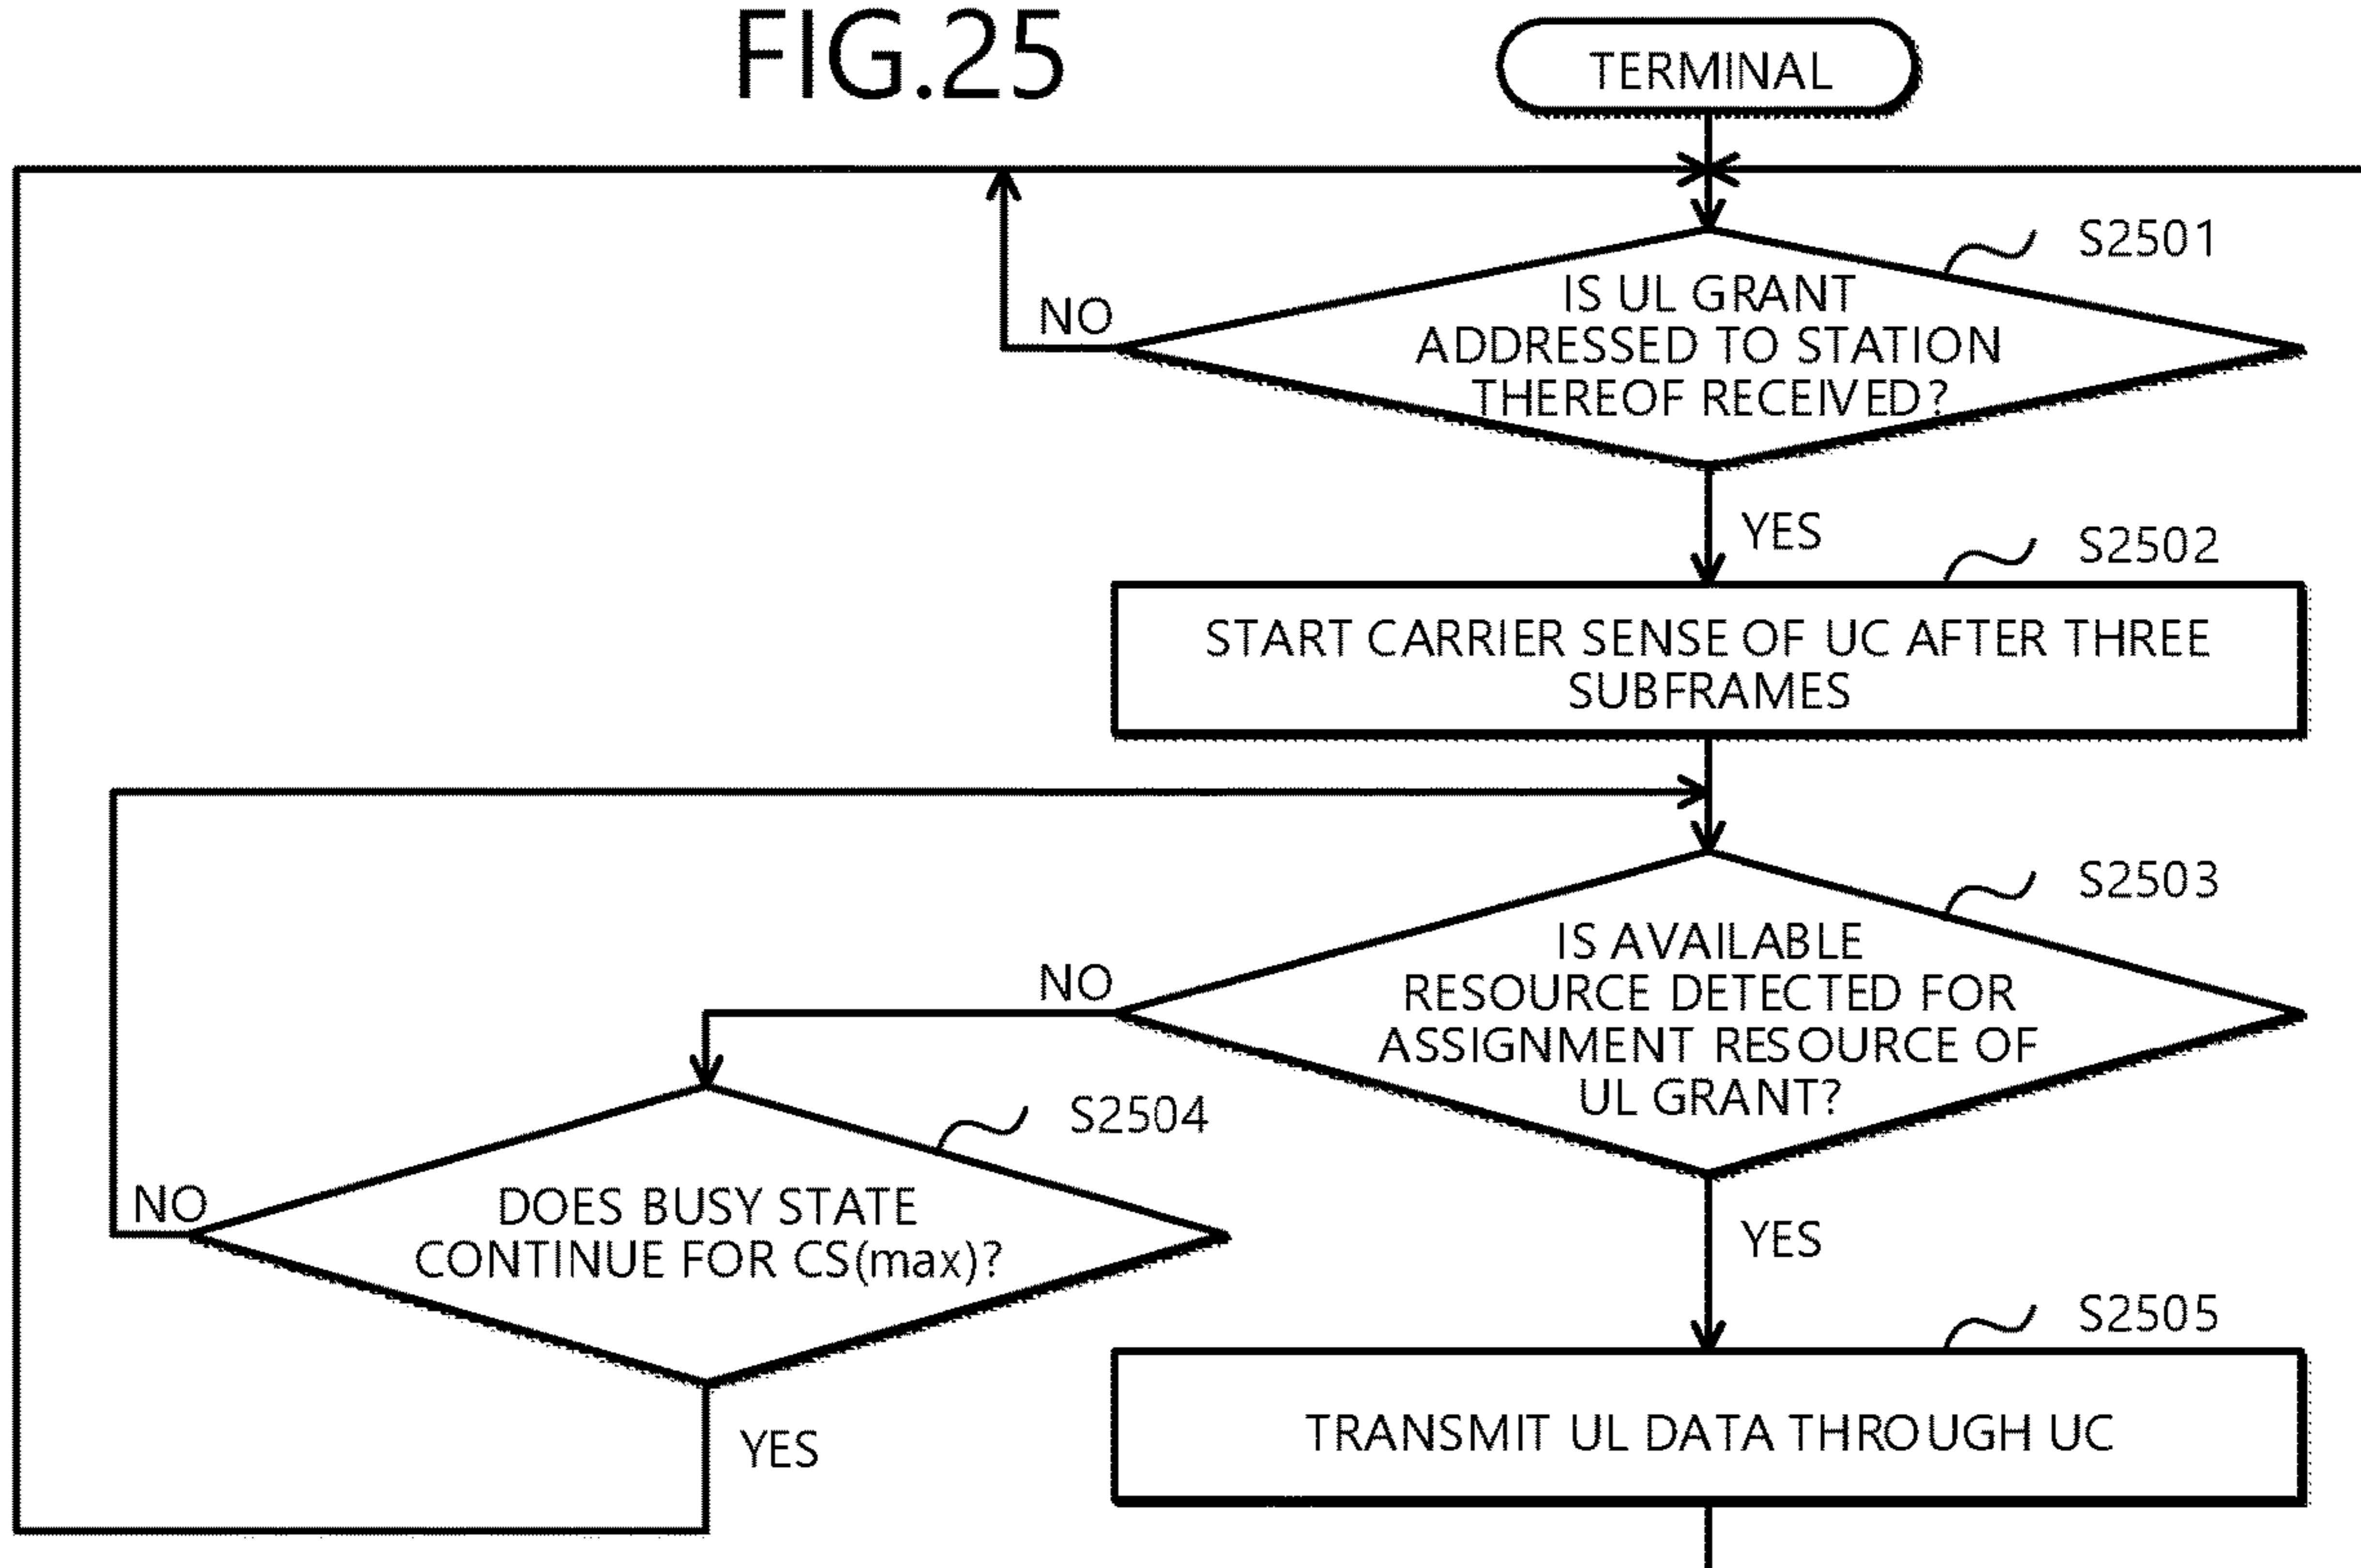 FIG.25
TERMINAL
S2501
IS UL GRANT
ADDRESSED TO STATION
THEREOF RECEIVED?
NO
YES
S2502
START CARRIER SENSE OF UC AFTER THREE
SUBFRAMES
S2503
IS AVAILABLE
RESOURCE DETECTED FOR
ASSIGNMENT RESOURCE OF
UL GRANT?
NO
S2504
DOES BUSY STATE
CONTINUE FOR CS(max)?
NO
YES
YES
S2505
TRANSMIT UL DATA THROUGH UC